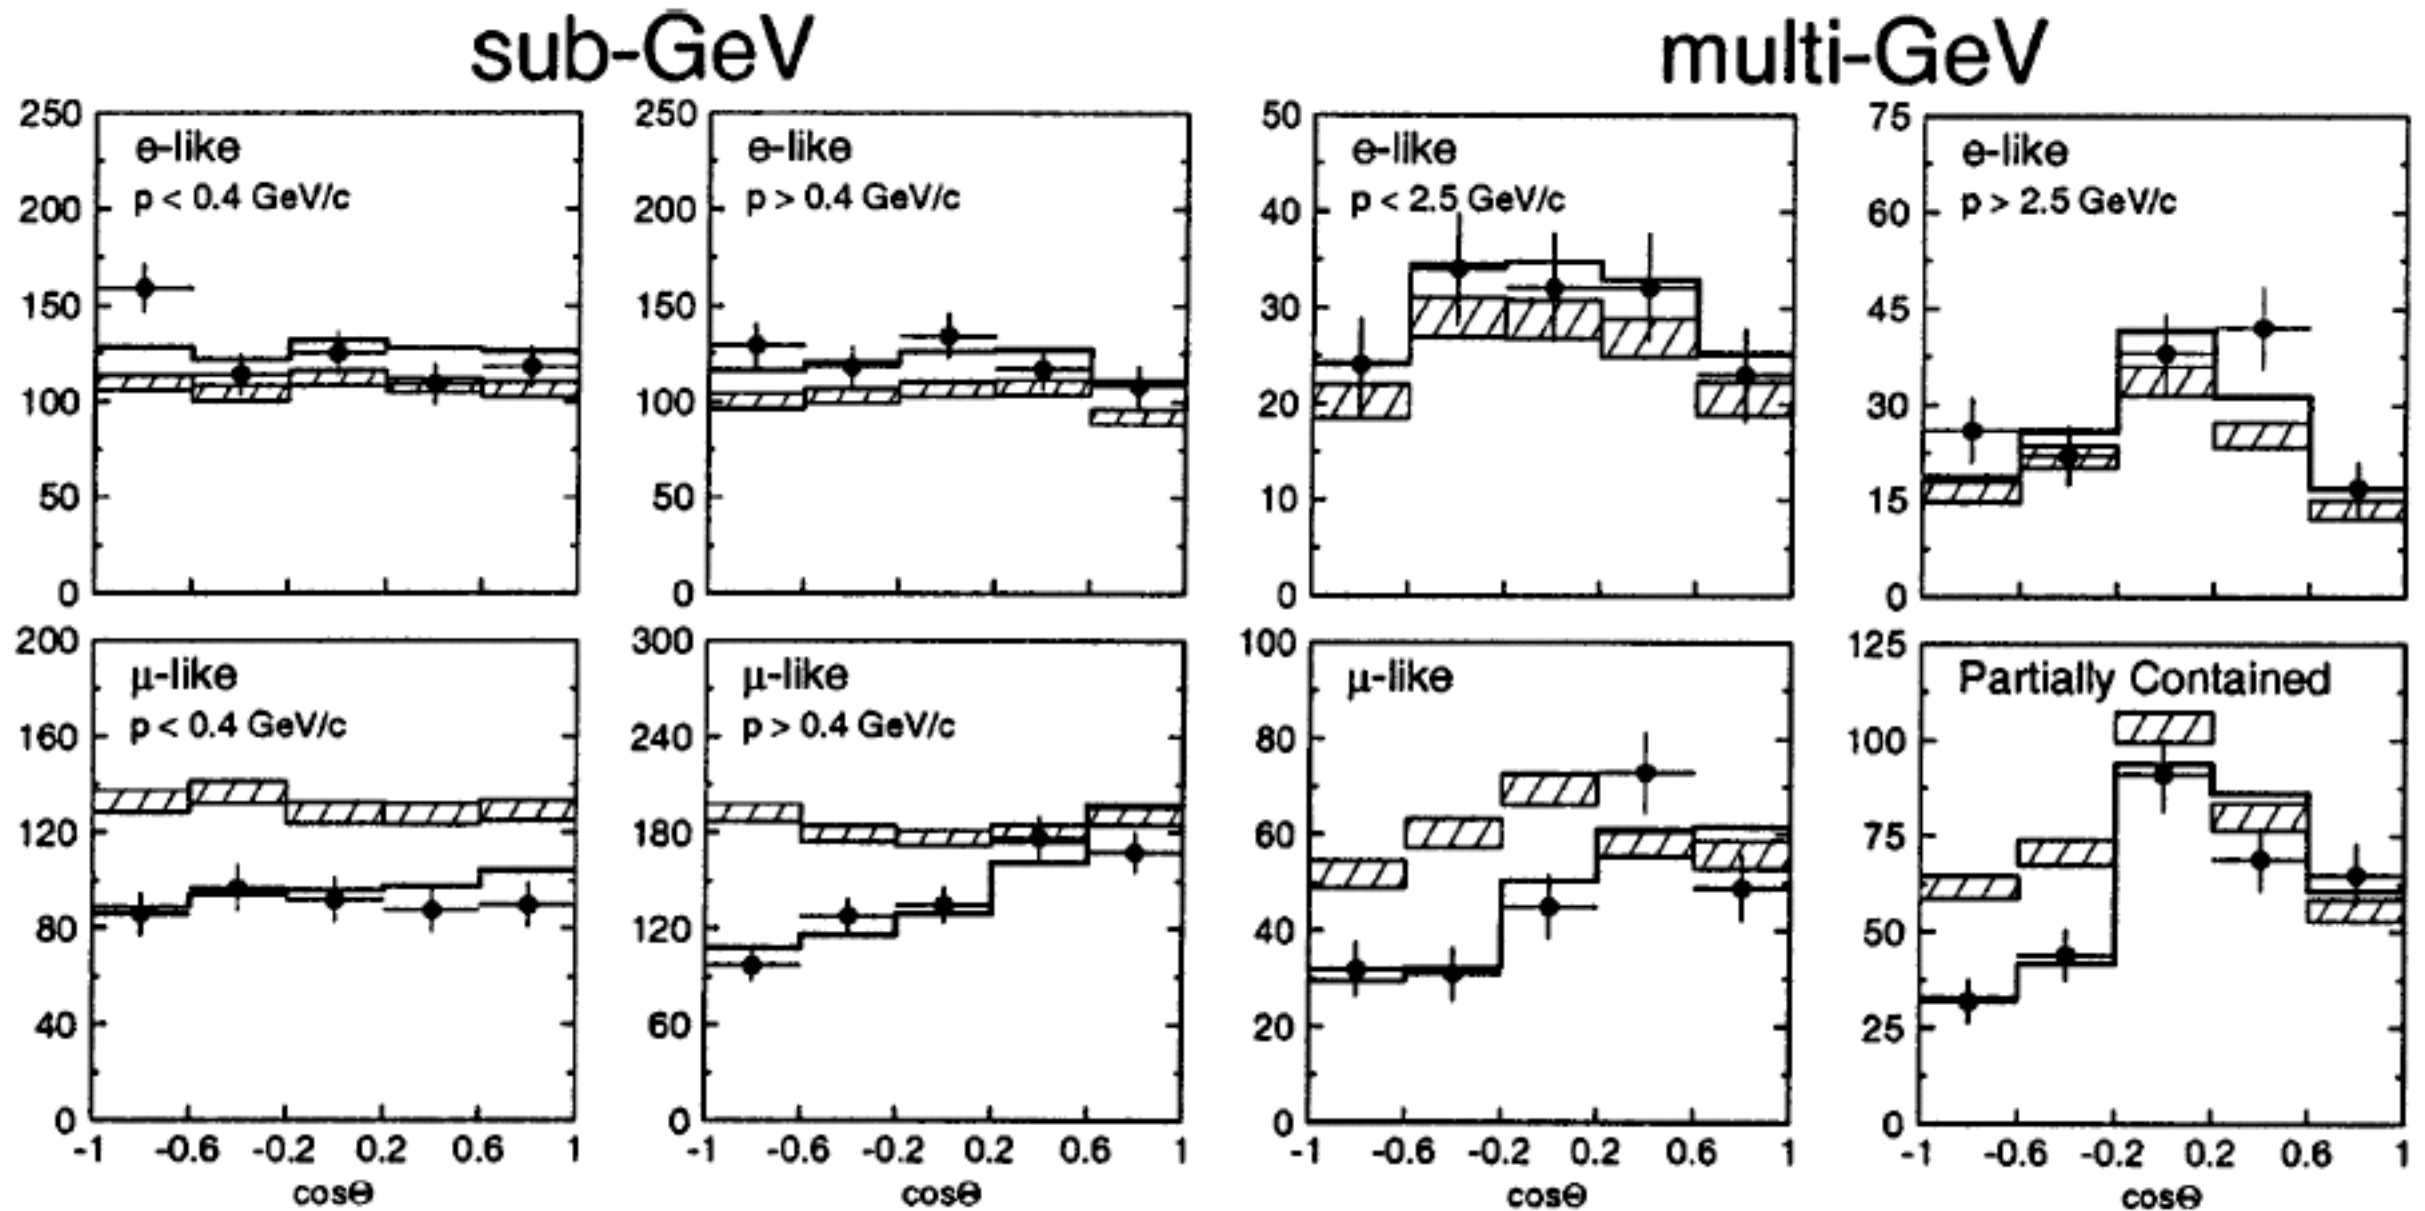 sub-GeV
multi-GeV
250
200
150
100
50
0
e-like
p < 0.4 GeV/c
250
200
150
100
50
0
e-like
p > 0.4 GeV/c
50
40
30
20
10
0
e-like
p < 2.5 GeV/c
75
60
45
30
15
0
e-like
p > 2.5 GeV/c
200
160
120
80
40
0
μ-like
p < 0.4 GeV/c
-1 -0.6 -0.2 0.2 0.6 1
cosΘ
300
240
180
120
60
0
μ-like
p > 0.4 GeV/c
-1 -0.6 -0.2 0.2 0.6 1
cosΘ
100
80
60
40
20
0
μ-like
-1 -0.6 -0.2 0.2 0.6 1
cosΘ
125
100
75
50
25
0
Partially Contained
-1 -0.6 -0.2 0.2 0.6 1
cosΘ